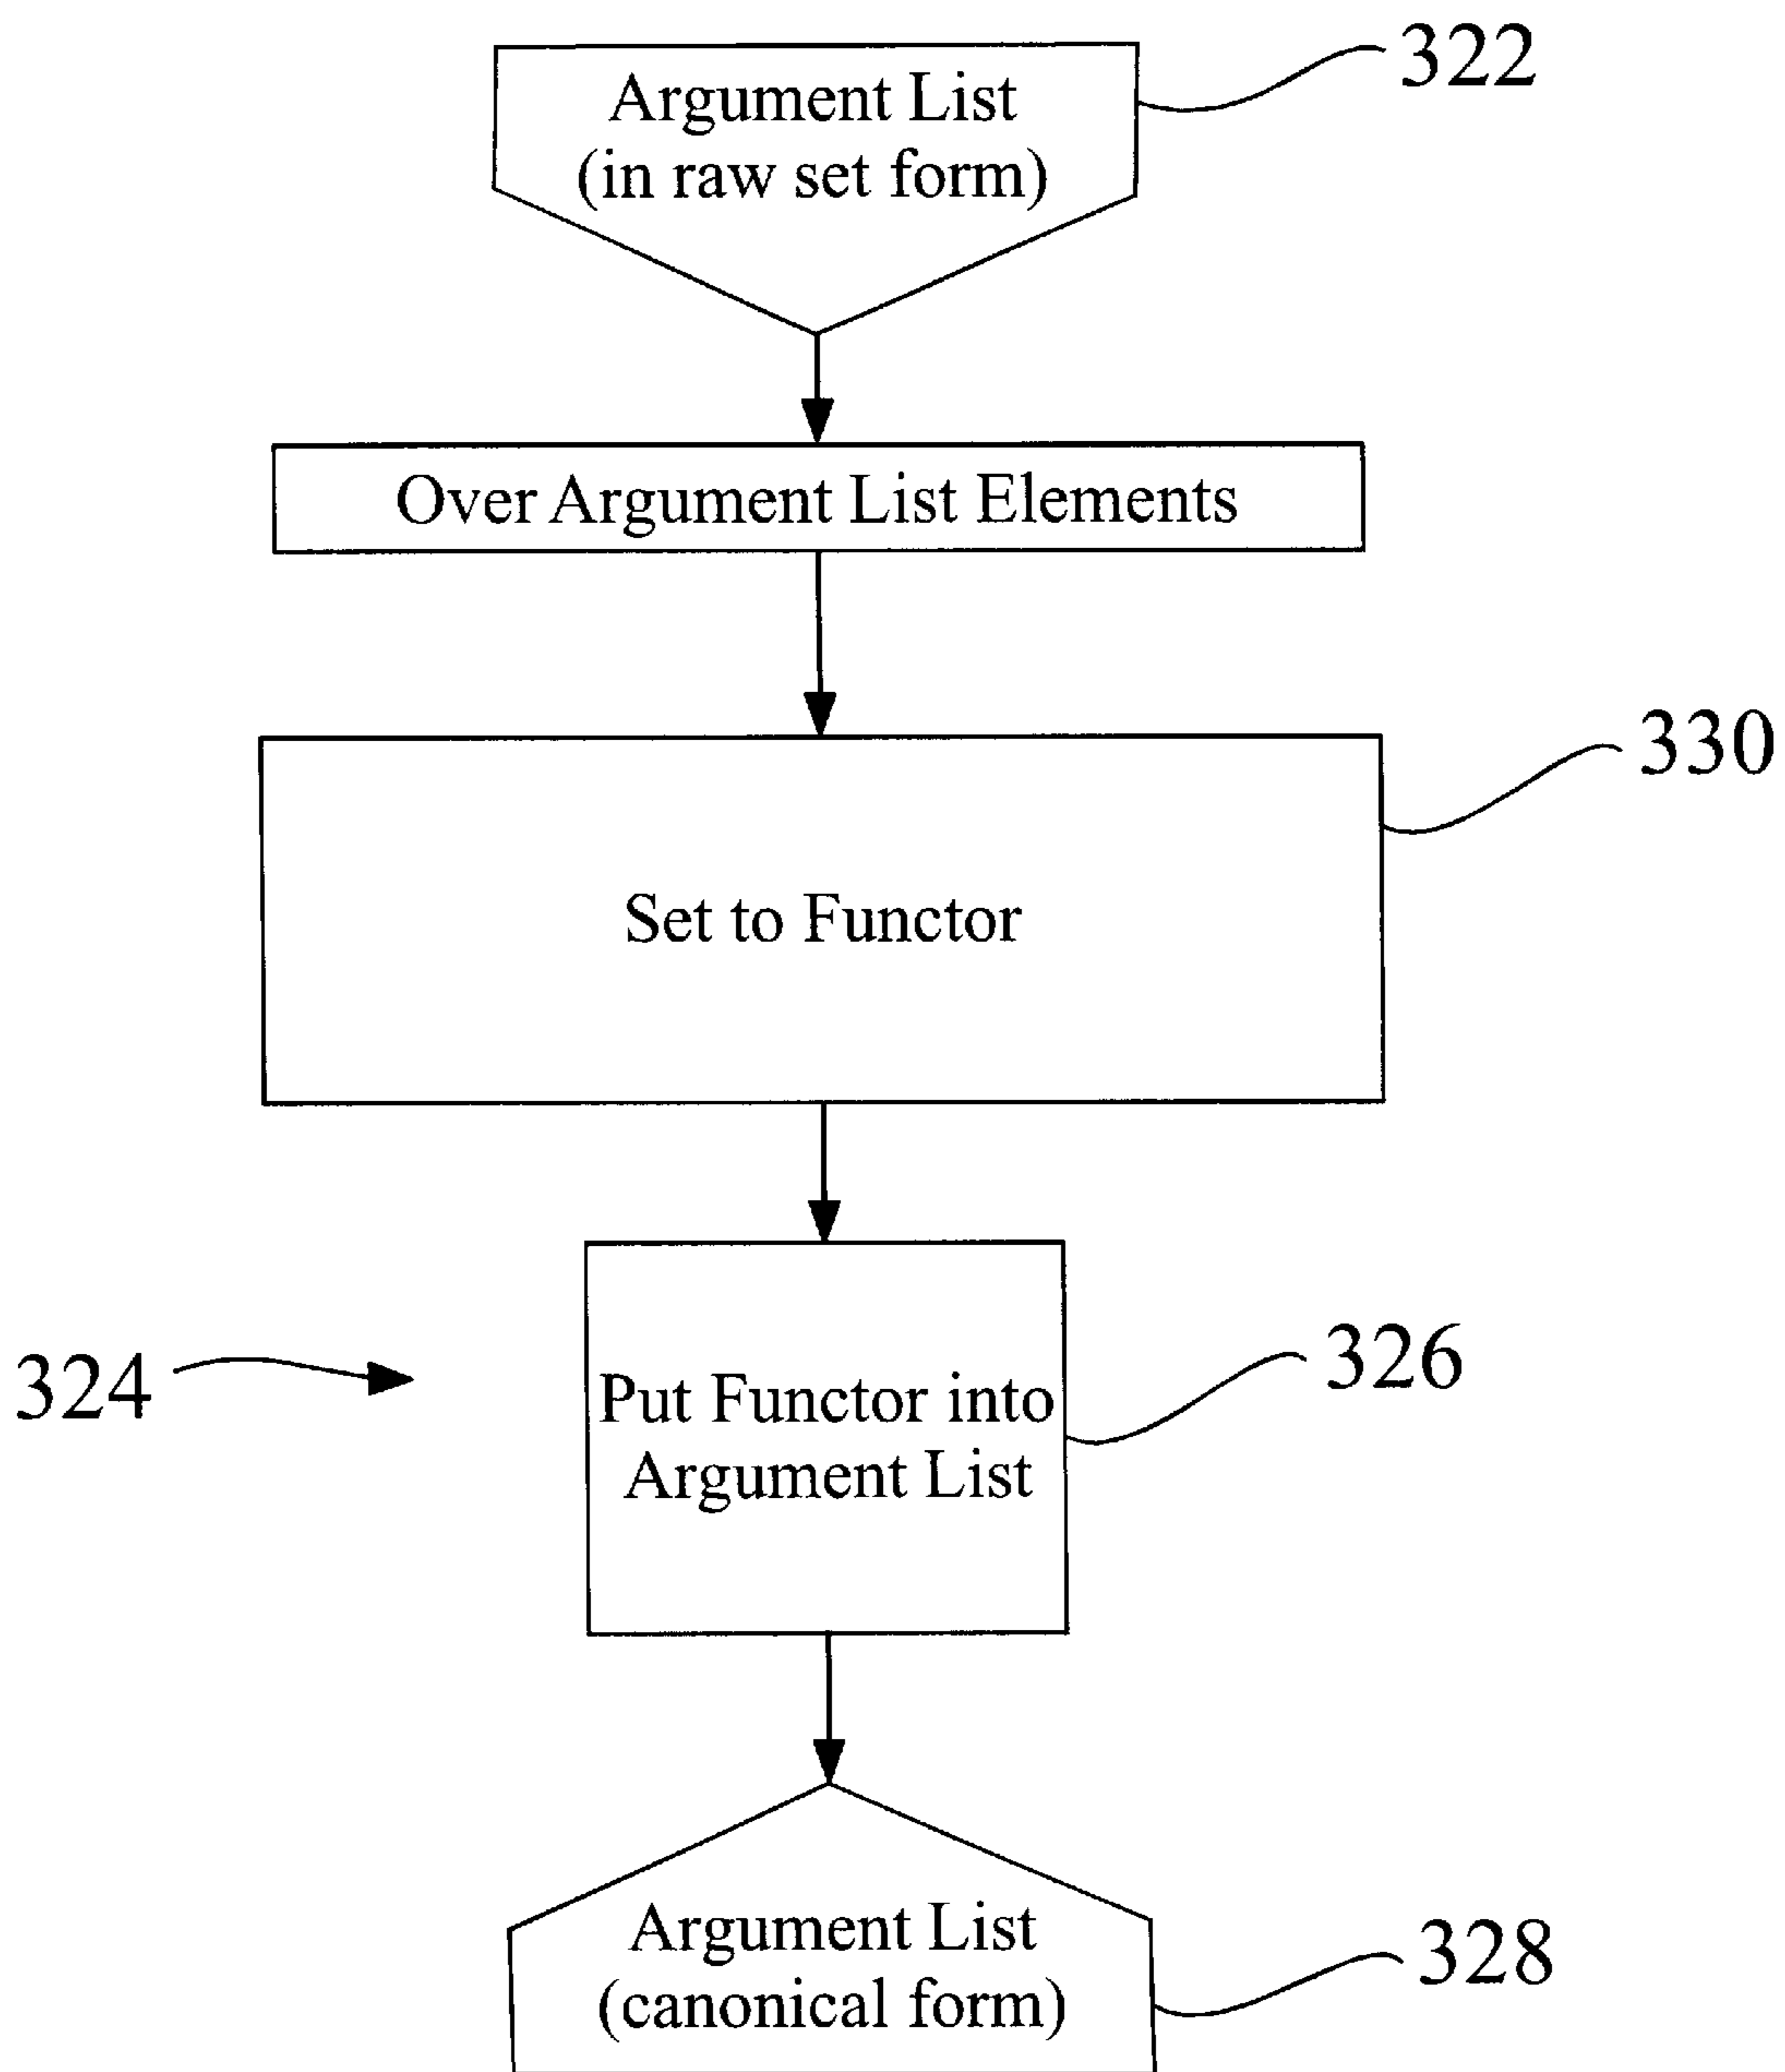 322
Argument List
(in raw set form)
Over Argument List Elements
330
Set to Functor
324
326
Put Functor into
Argument List
328
Argument List
(canonical form)